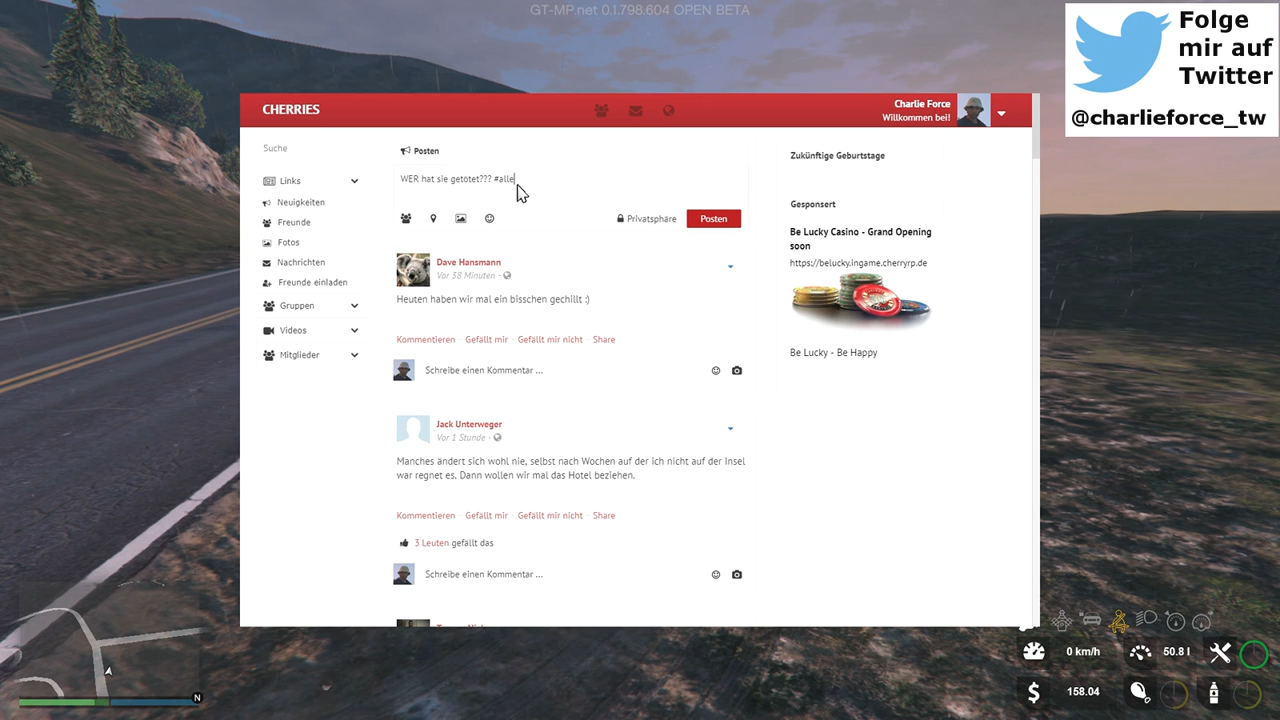 GT-MP.net 0.1.798.604 OPEN BETA
Folge
mir auf
Twitter
@charlieforce_tw
CHERRIES
Charlie Force
Willkommen bei!
Suche
Links
Neuigkeiten
Freunde
Fotos
Nachrichten
Freunde einladen
Gruppen
Videos
Mitglieder
Posten
WER hat sie getötet??? #alle
Privatsphäre
Posten
Dave Hansmann
Vor 38 Minuten
Heuten haben wir mal ein bisschen gechillt :)
Kommentieren · Gefällt mir · Gefällt mir nicht · Share
Schreibe einen Kommentar ...
Jack Unterweger
Vor 1 Stunde
Manches ändert sich wohl nie, selbst nach Wochen auf der ich nicht auf der Insel
war regnet es. Dann wollen wir mal das Hotel beziehen.
Kommentieren · Gefällt mir · Gefällt mir nicht · Share
3 Leuten gefällt das
Schreibe einen Kommentar ...
Zukünftige Geburtstage
Gesponsert
Be Lucky Casino - Grand Opening
soon
https://belucky.ingame.cherryrp.de
Be Lucky - Be Happy
0 km/h
50.8 l
$ 158.04
N